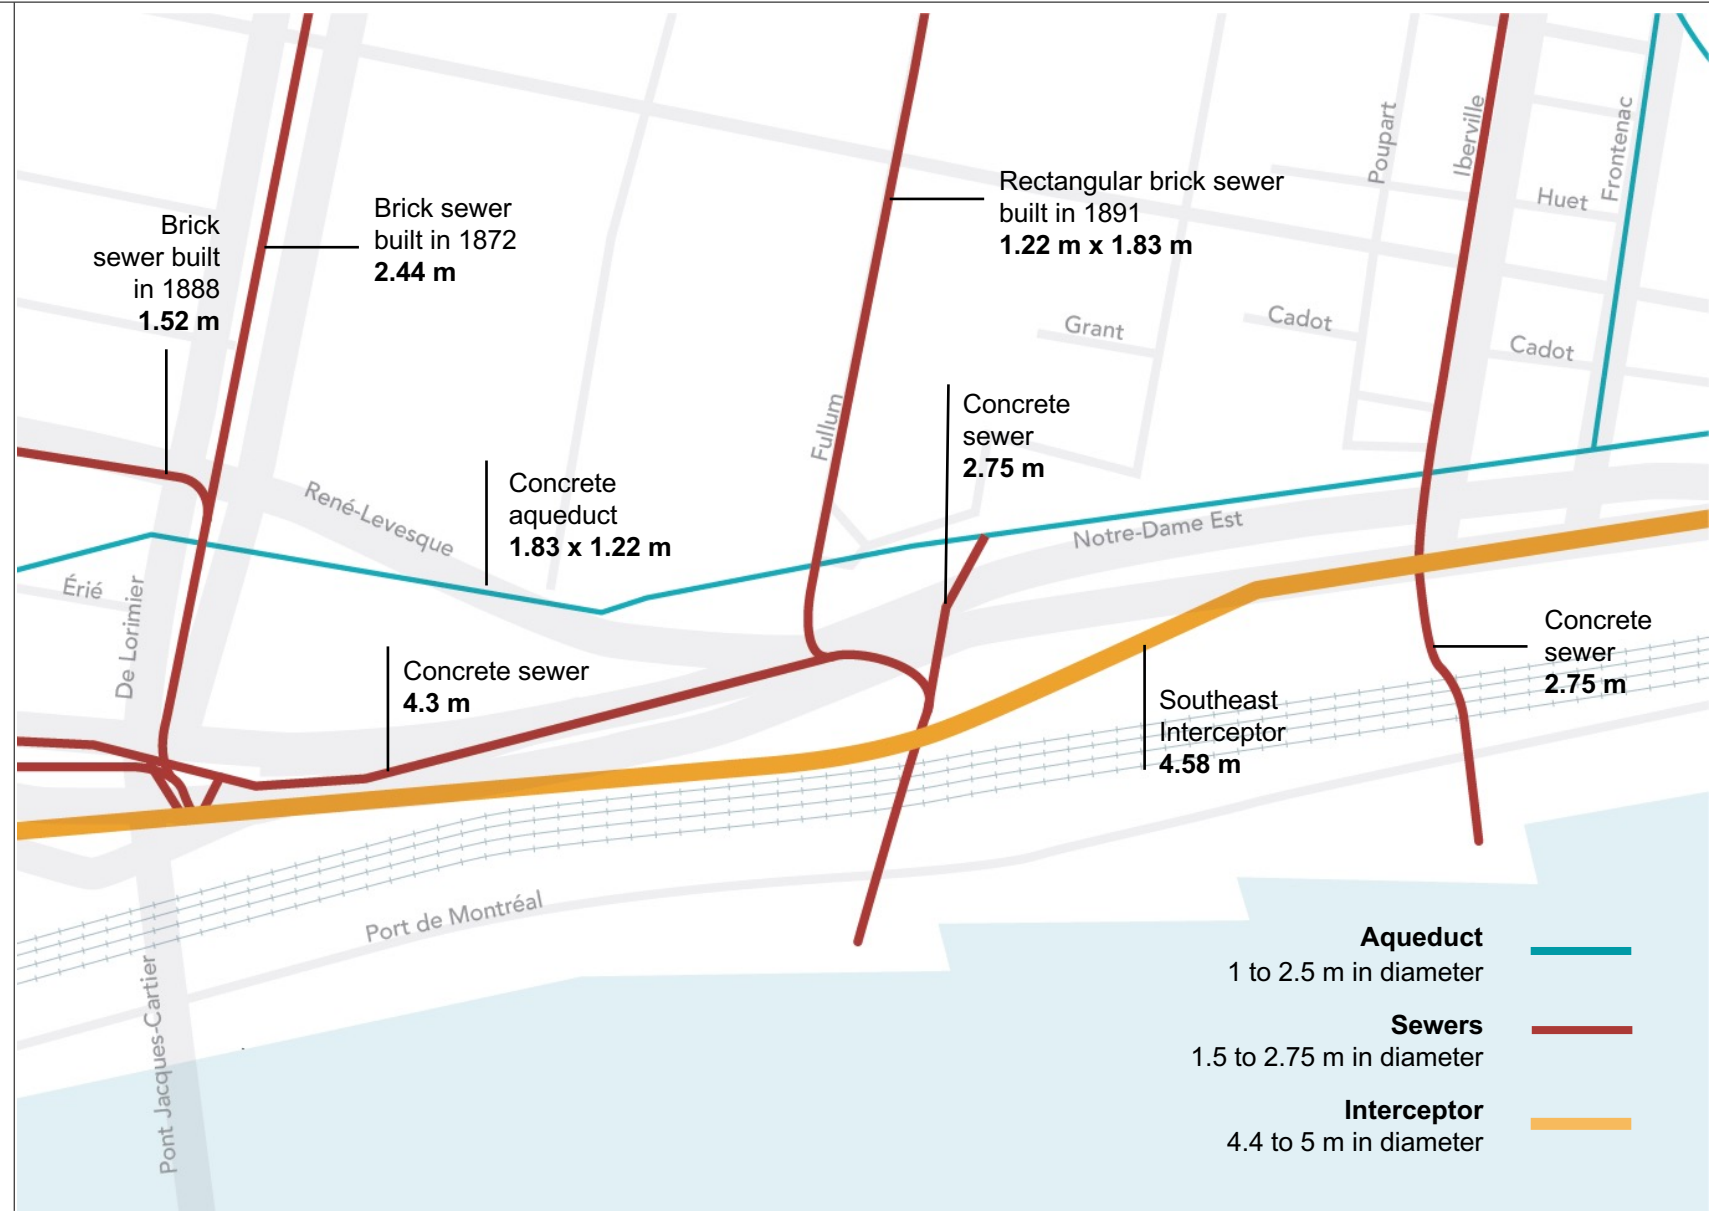 Brick
sewer built
in 1888
1.52 m
Brick sewer
built in 1872
2.44 m
Rectangular brick sewer
built in 1891
1.22 m x 1.83 m
Poupart
Iberville
Frontenac
Huet
Grant
Cadot
Cadot
Fullum
Concrete
sewer
2.75 m
René-Levesque
Concrete
aqueduct
1.83 x 1.22 m
Notre-Dame Est
Érié
De Lorimier
Concrete sewer
4.3 m
Southeast
Interceptor
4.58 m
Concrete
sewer
2.75 m
Port de Montréal
Pont Jacques-Cartier
Aqueduct
1 to 2.5 m in diameter
Sewers
1.5 to 2.75 m in diameter
Interceptor
4.4 to 5 m in diameter